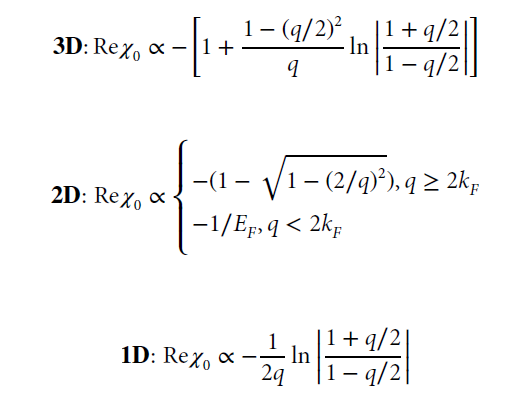 3D: Reχ₀ ∝ −[1 + (1 − (q/2)²)/q ln |(1 + q/2)/(1 − q/2)|]
2D: Reχ₀ ∝ { −(1 − √(1 − (2/q)²)), q ≥ 2k_F
−1/E_F, q < 2k_F
1D: Reχ₀ ∝ −1/(2q) ln |(1 + q/2)/(1 − q/2)|